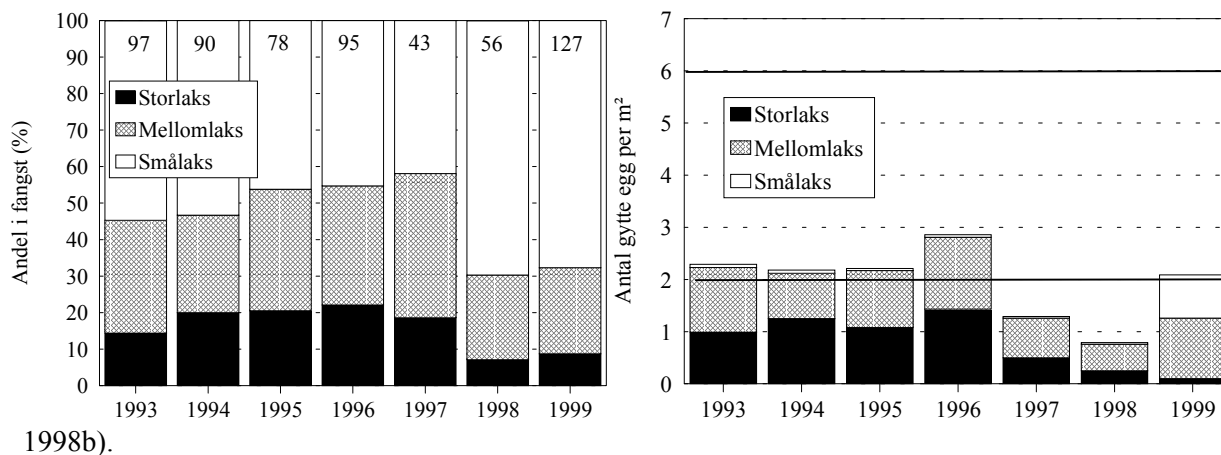 Andel i fangst (%)
100
90
80
70
60
50
40
30
20
10
0
97 90 78 95 43 56 127
Storlaks
Mellomlaks
Smålaks
1993 1994 1995 1996 1997 1998 1999
Antal gytte egg per m²
7
6
5
4
3
2
1
0
Storlaks
Mellomlaks
Smålaks
1993 1994 1995 1996 1997 1998 1999
1998b).